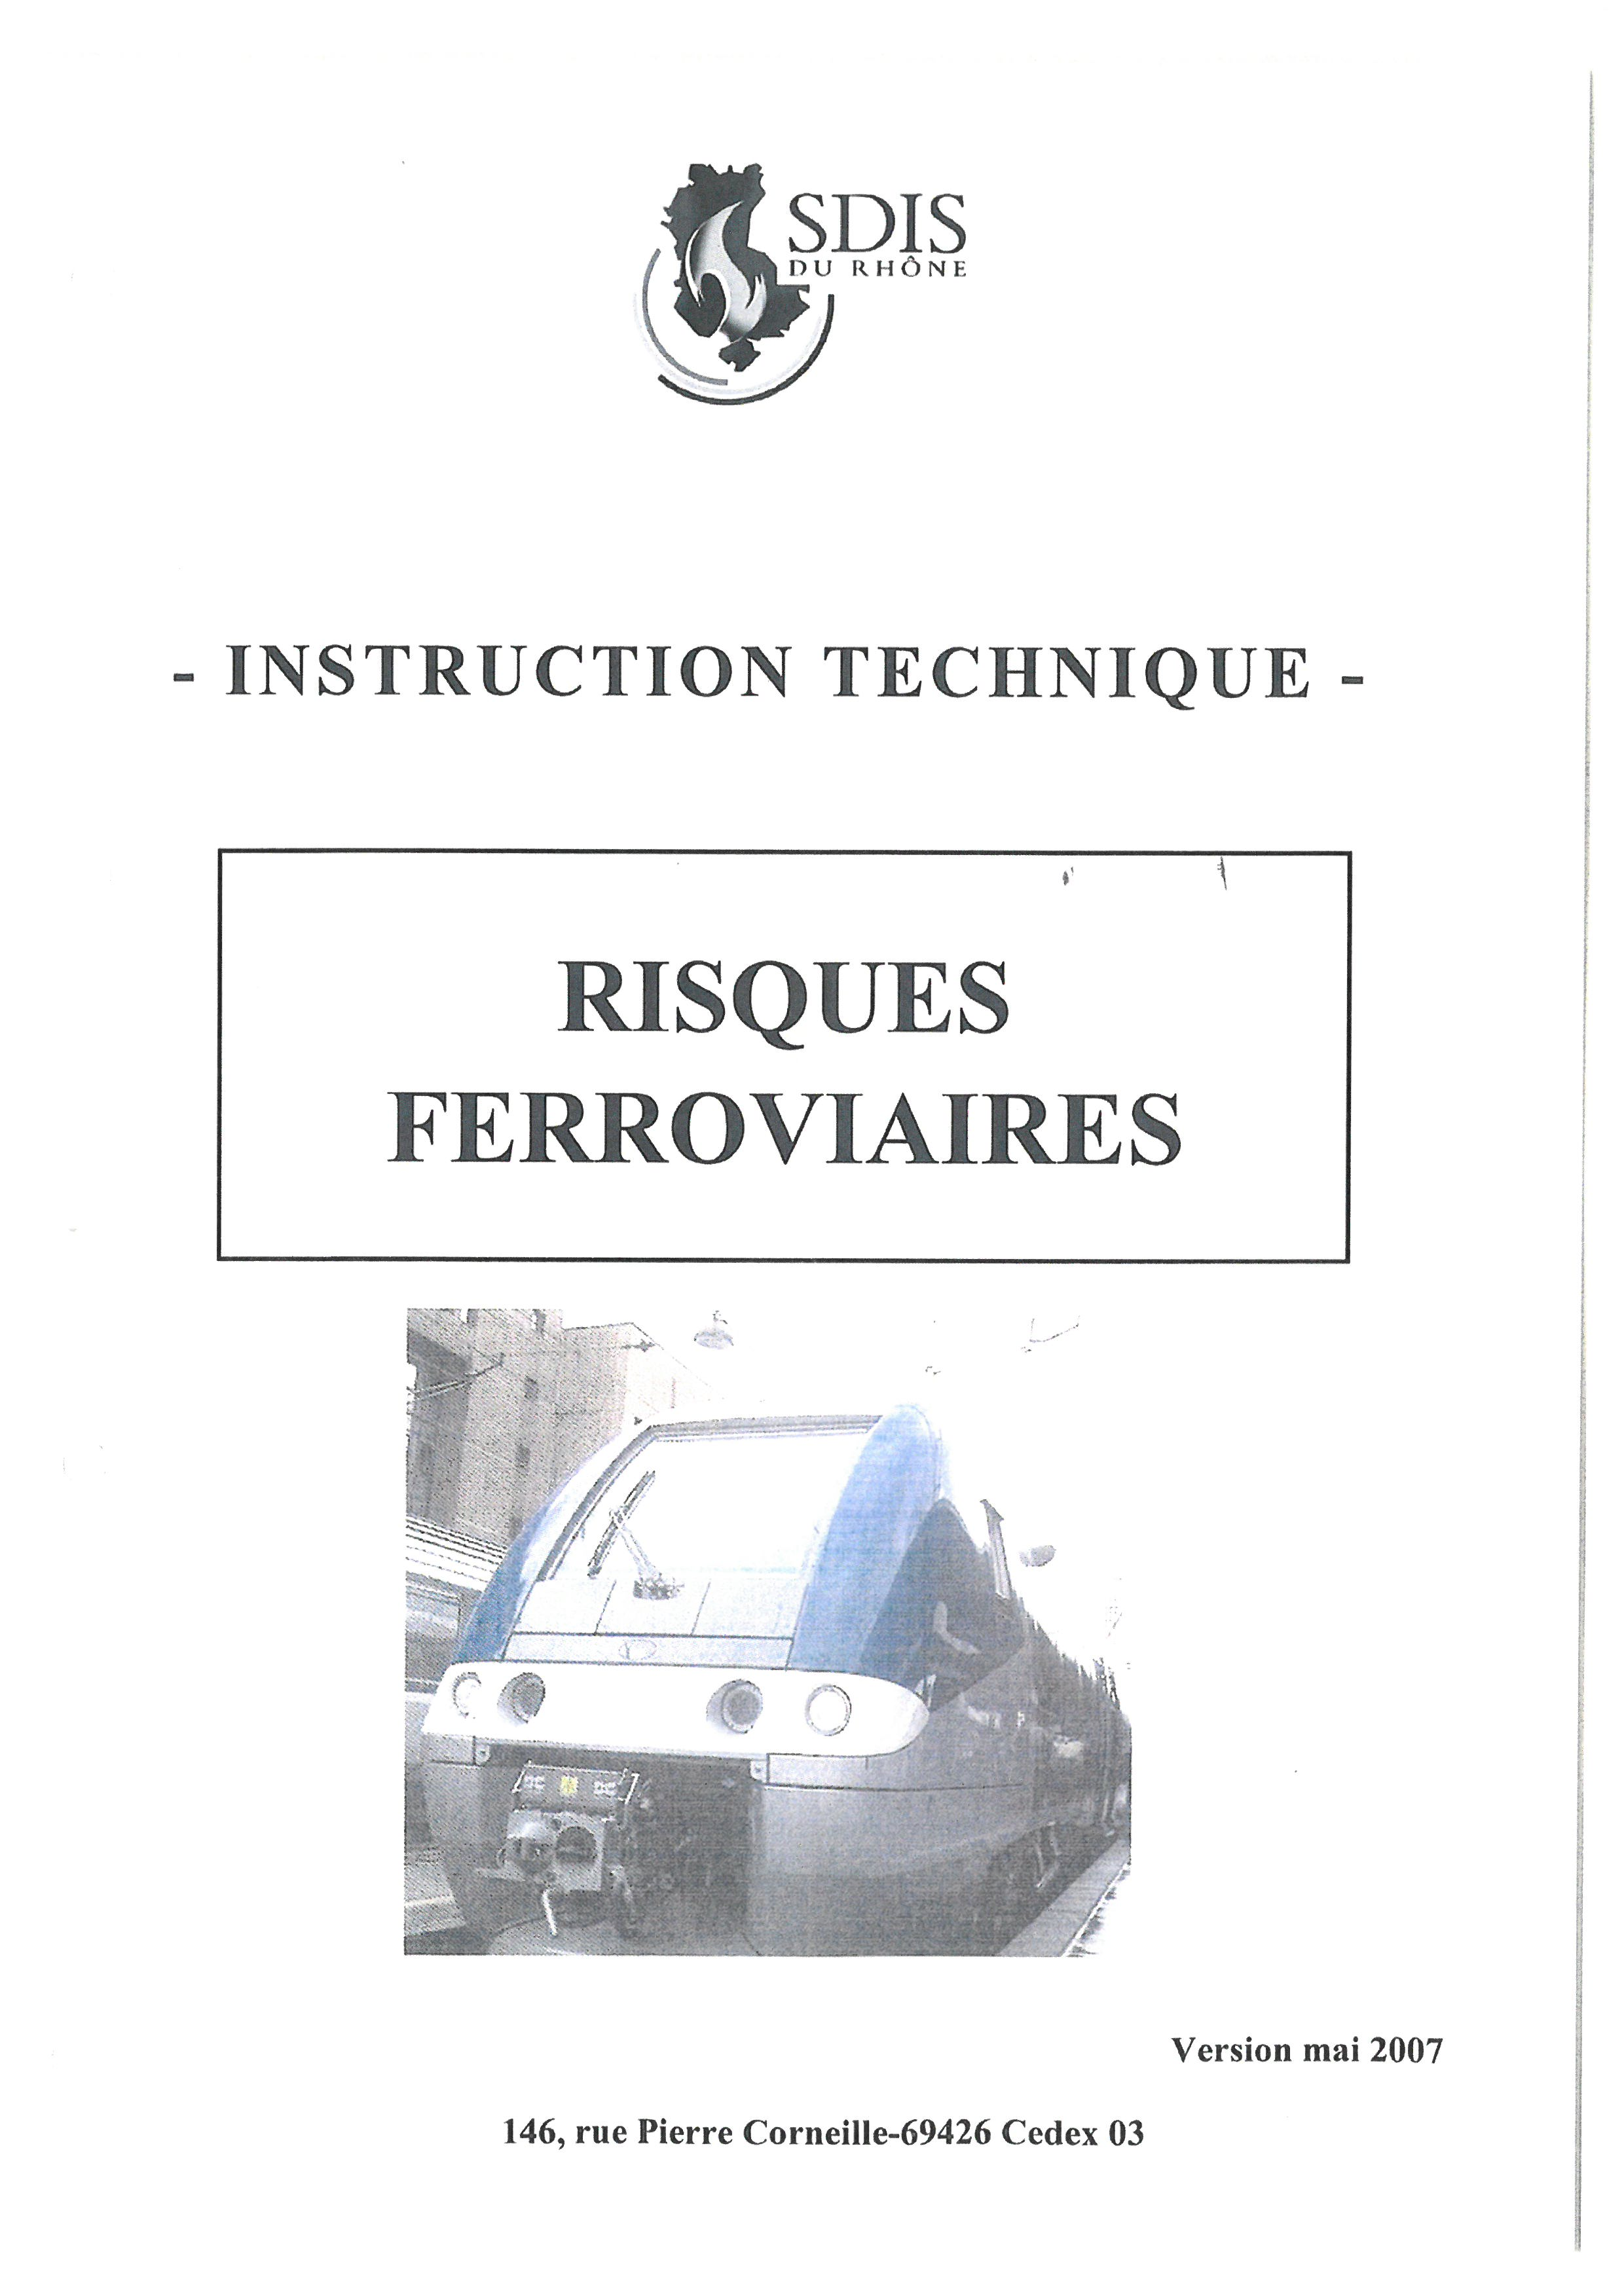 SDIS
DU RHÔNE
- INSTRUCTION TECHNIQUE -
RISQUES
FERROVIAIRES
Version mai 2007
146, rue Pierre Corneille-69426 Cedex 03